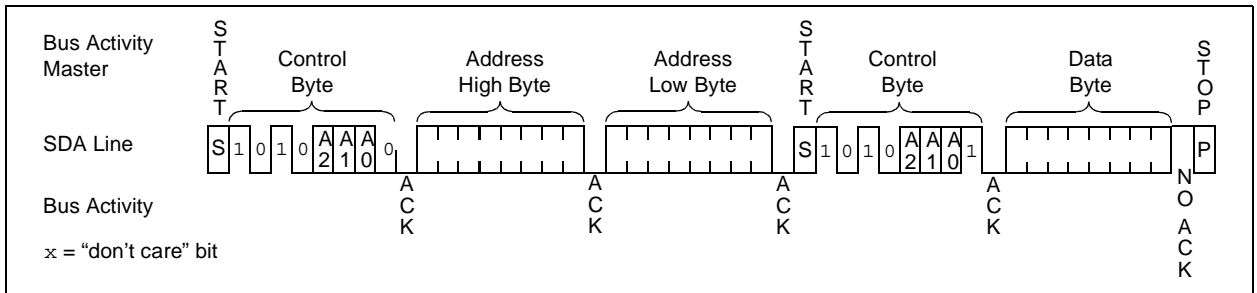 Bus Activity
Master
START
Control
Byte
Address
High Byte
Address
Low Byte
START
Control
Byte
Data
Byte
STOP
SDA Line
S 1 0 1 0 A2 A1 A0 0
S 1 0 1 0 A2 A1 A0 1
P
Bus Activity
ACK
ACK
ACK
ACK
NO ACK
x = “don’t care” bit